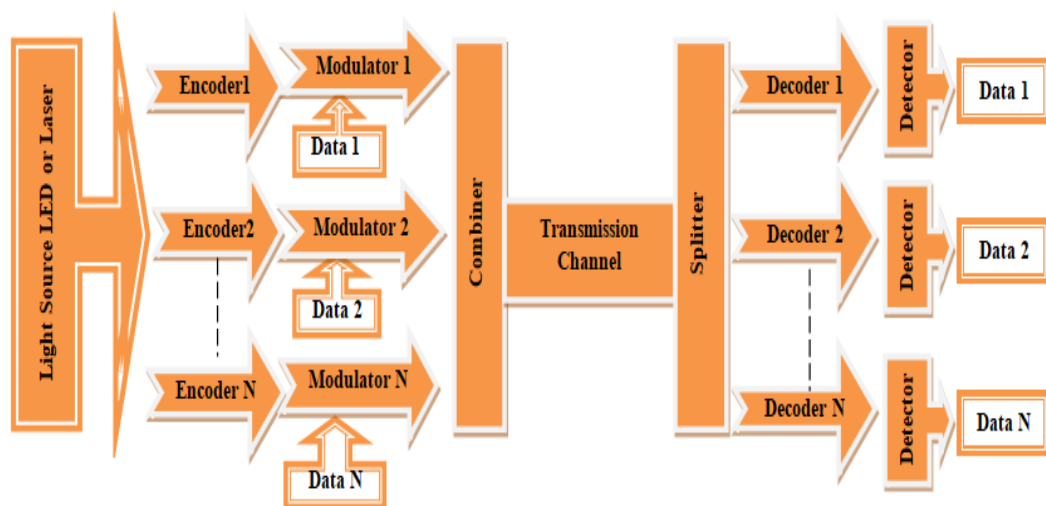 Light Source LED or Laser
Encoder1
Modulator 1
Data 1
Encoder2
Modulator 2
Data 2
Encoder N
Modulator N
Data N
Combiner
Transmission
Channel
Splitter
Decoder 1
Detector
Data 1
Decoder 2
Detector
Data 2
Decoder N
Detector
Data N